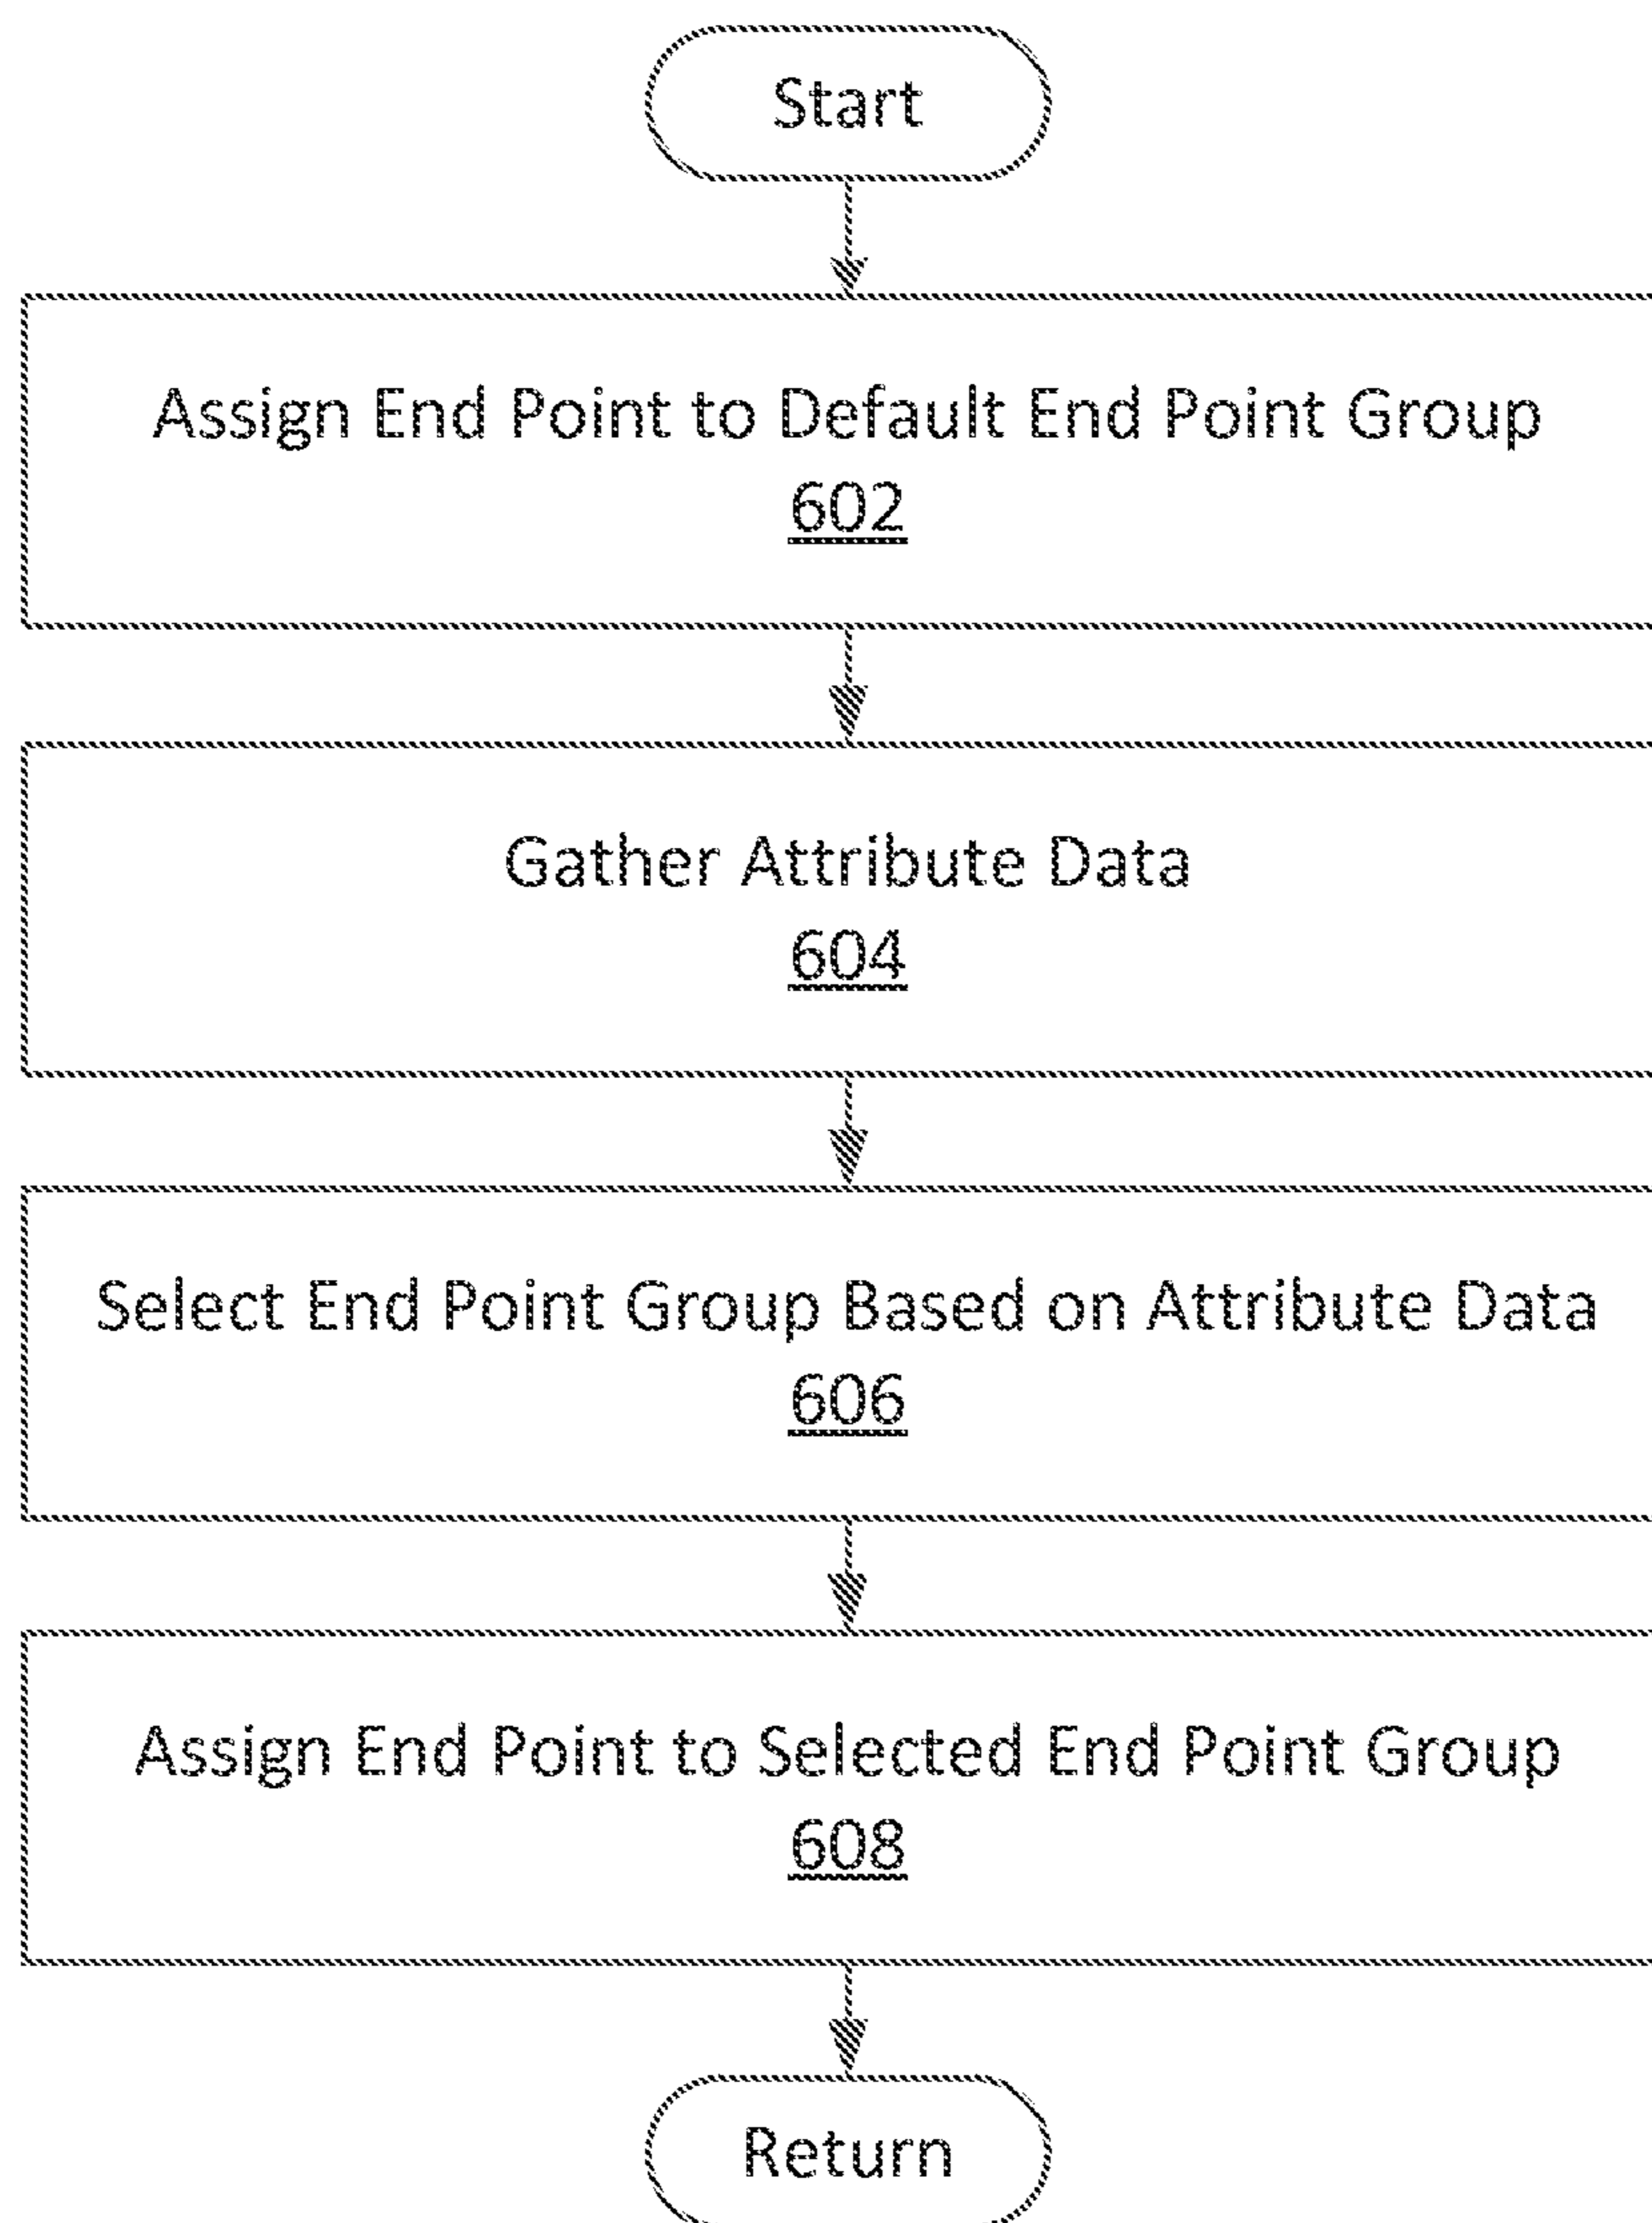 Start
Assign End Point to Default End Point Group
602
Gather Attribute Data
604
Select End Point Group Based on Attribute Data
606
Assign End Point to Selected End Point Group
608
Return